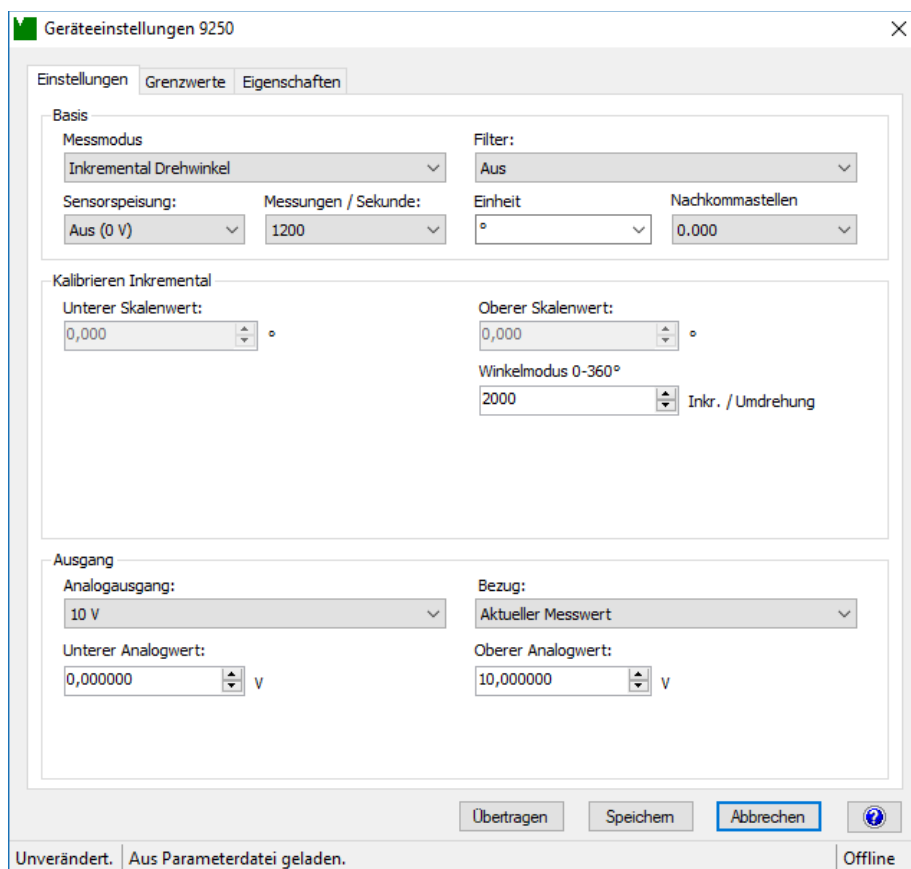 Geräteeinstellungen 9250
Einstellungen Grenzwerte Eigenschaften
Basis
Messmodus Filter:
Inkremental Drehwinkel Aus
Sensorspeisung: Messungen / Sekunde: Einheit Nachkommastellen
Aus (0 V) 1200 ° 0.000
Kalibrieren Inkremental
Unterer Skalenwert: Oberer Skalenwert:
0,000 ° 0,000 °
Winkelmodus 0-360°
2000 Inkr. / Umdrehung
Ausgang
Analogausgang: Bezug:
10 V Aktueller Messwert
Unterer Analogwert: Oberer Analogwert:
0,000000 V 10,000000 V
Übertragen Speichern Abbrechen ?
Unverändert. Aus Parameterdatei geladen. Offline